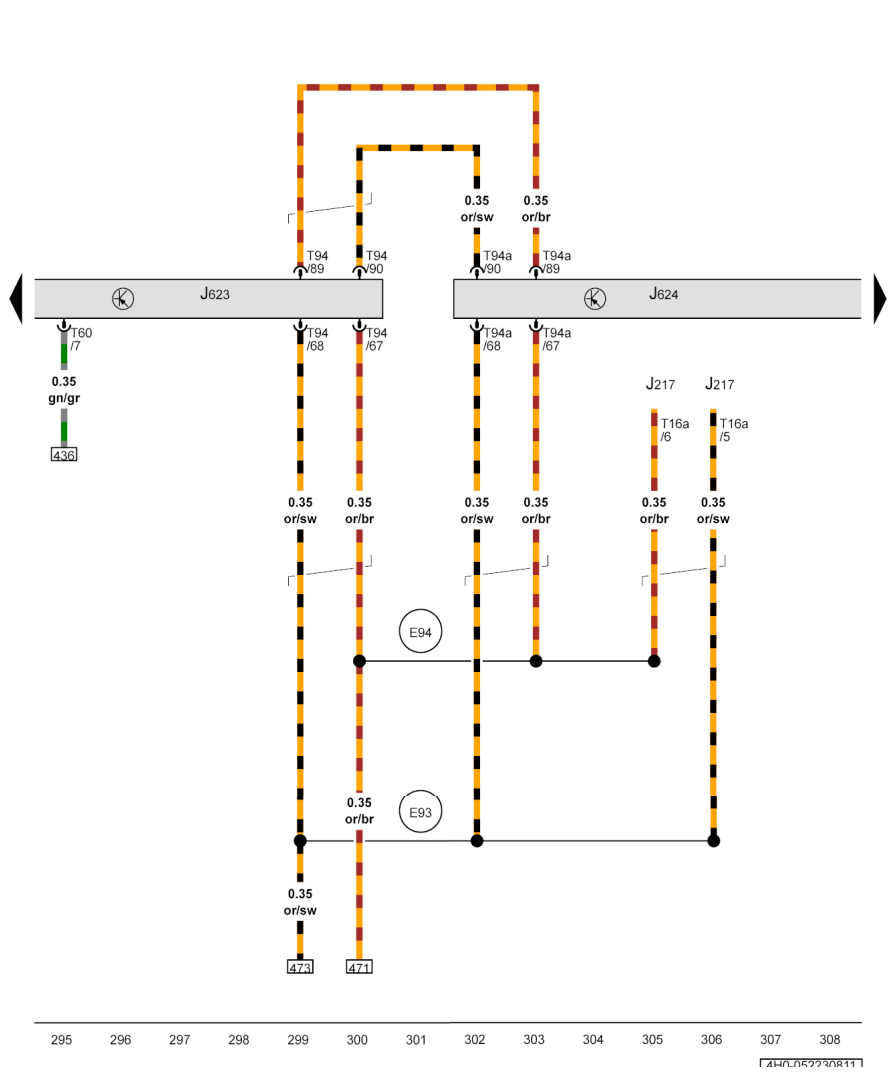 0.35
or/sw
0.35
or/br
T94
/89
T94
/90
T94a
/90
T94a
/89
J623
J624
T60
/7
T94
/68
T94
/67
T94a
/68
T94a
/67
0.35
gn/gr
J217
J217
T16a
/6
T16a
/5
436
0.35
or/sw
0.35
or/br
0.35
or/sw
0.35
or/br
0.35
or/br
0.35
or/sw
E94
0.35
or/br
E93
0.35
or/sw
473
471
295 296 297 298 299 300 301 302 303 304 305 306 307 308
4H0-052230811